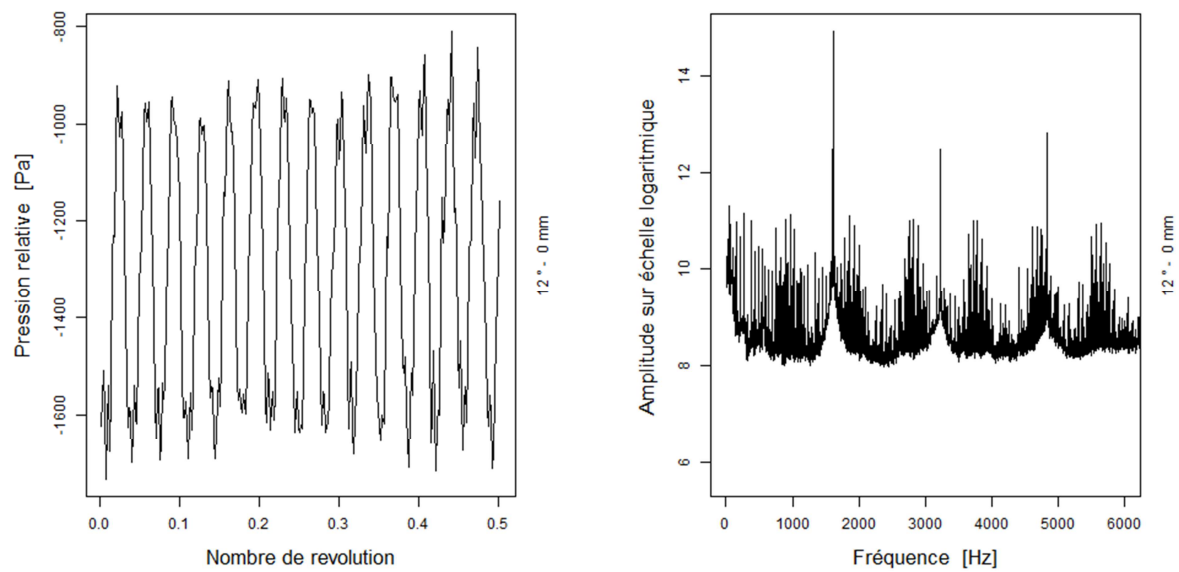 -800
-1000
-1200
-1400
-1600
Pression relative [Pa]
0.0 0.1 0.2 0.3 0.4 0.5
Nombre de revolution
12 ° - 0 mm
14
12
10
8
6
Amplitude sur échelle logaritmique
0 1000 2000 3000 4000 5000 6000
Fréquence [Hz]
12 ° - 0 mm